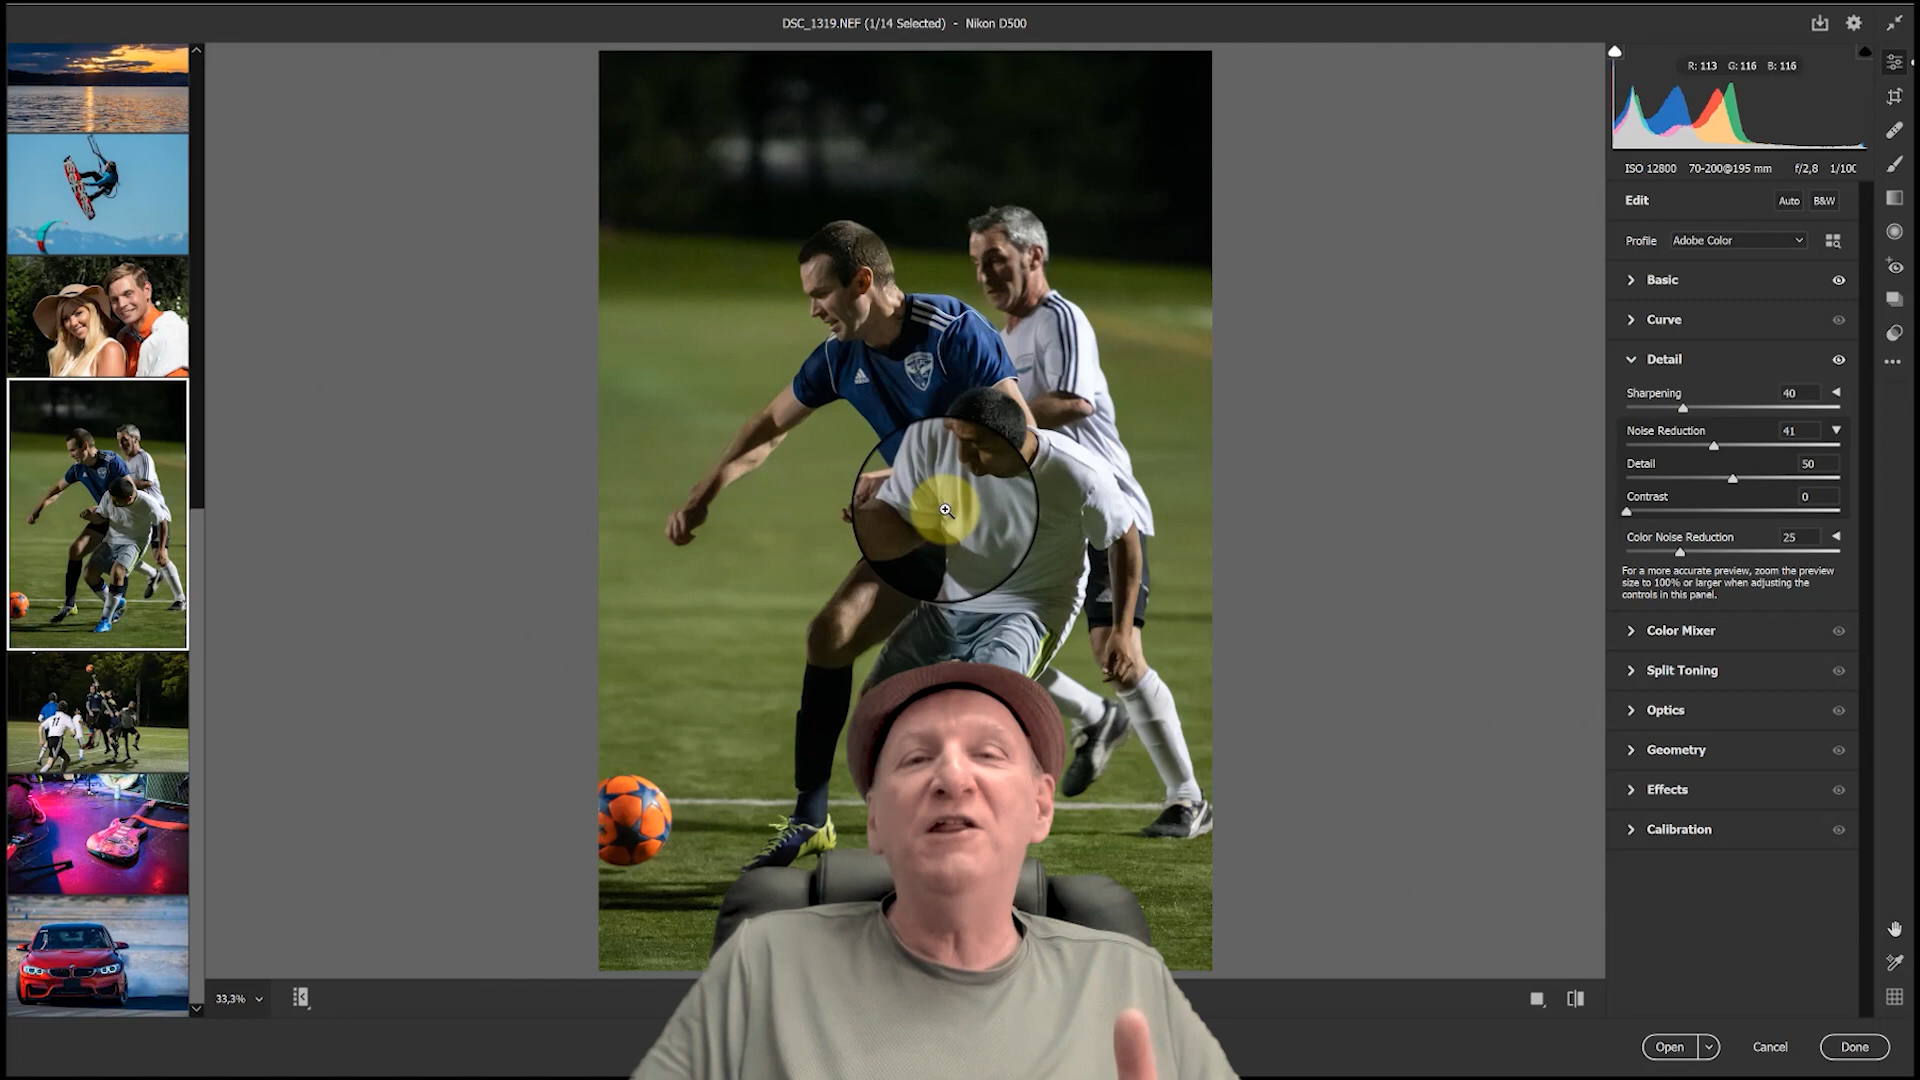 DSC_1319.NEF (1/14 Selected) - Nikon D500
R: 113 G: 116 B: 116
ISO 12800 70-200@195 mm f/2,8 1/100
Edit Auto B&W
Profile Adobe Color
Basic
Curve
Detail
Sharpening 40
Noise Reduction 41
Detail 50
Contrast 0
Color Noise Reduction 25
For a more accurate preview, zoom the preview
size to 100% or larger when adjusting the
controls in this panel.
Color Mixer
Split Toning
Optics
Geometry
Effects
Calibration
33,3%
Open Cancel Done
11